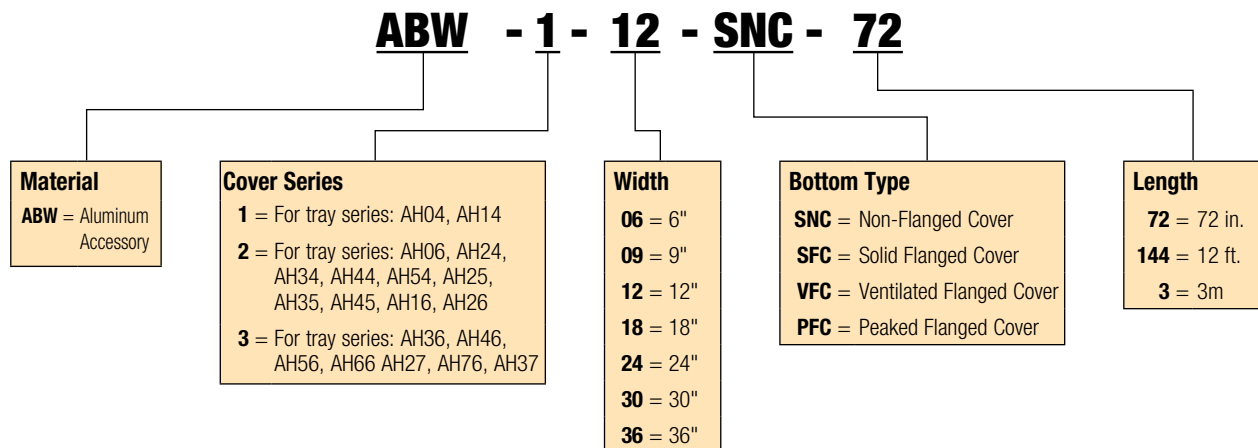 ABW - 1 - 12 - SNC - 72
Material
ABW = Aluminum
Accessory
Cover Series
1 = For tray series: AH04, AH14
2 = For tray series: AH06, AH24,
AH34, AH44, AH54, AH25,
AH35, AH45, AH16, AH26
3 = For tray series: AH36, AH46,
AH56, AH66 AH27, AH76, AH37
Width
06 = 6"
09 = 9"
12 = 12"
18 = 18"
24 = 24"
30 = 30"
36 = 36"
Bottom Type
SNC = Non-Flanged Cover
SFC = Solid Flanged Cover
VFC = Ventilated Flanged Cover
PFC = Peaked Flanged Cover
Length
72 = 72 in.
144 = 12 ft.
3 = 3m